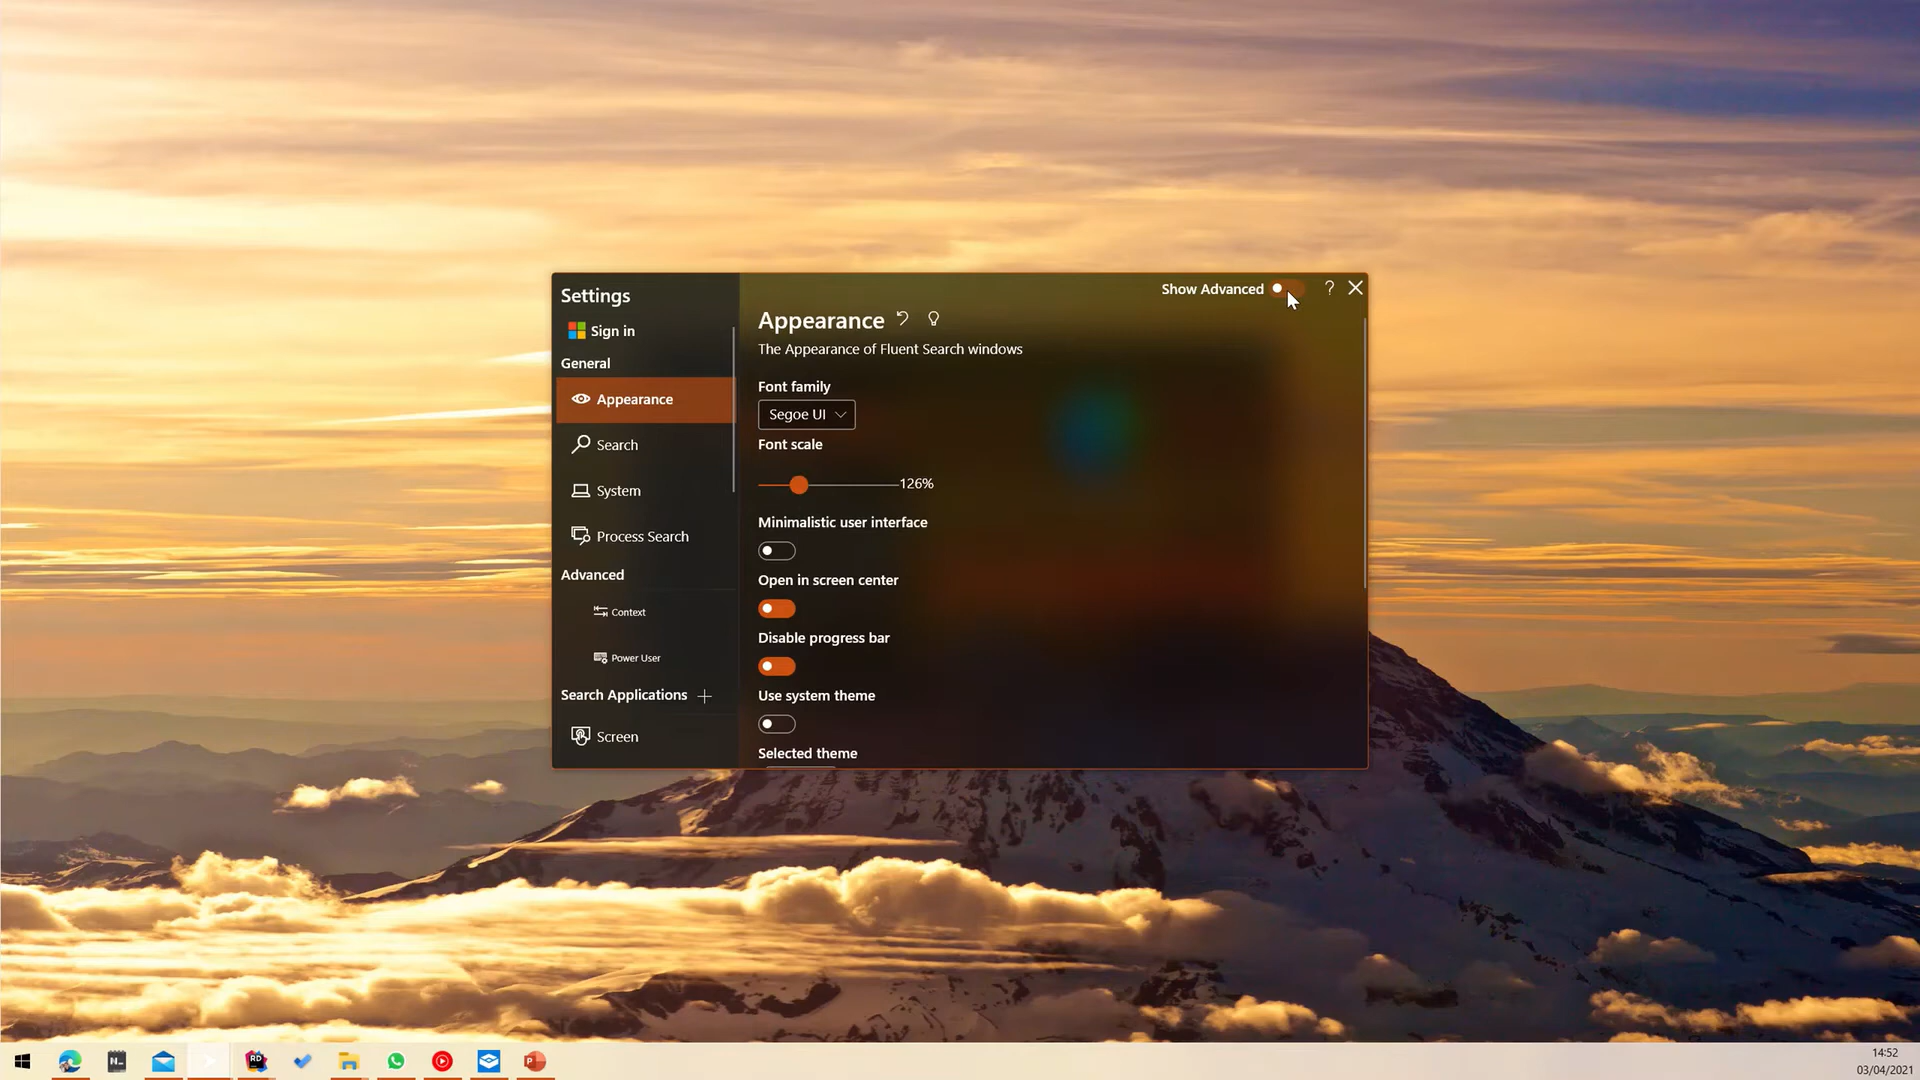 Settings
Show Advanced
?
Sign in
General
Appearance
Search
System
Process Search
Advanced
Context
Power User
Search Applications
Screen
Appearance
The Appearance of Fluent Search windows
Font family
Segoe UI
Font scale
126%
Minimalistic user interface
Open in screen center
Disable progress bar
Use system theme
Selected theme
N
RD
P
14:52
03/04/2021